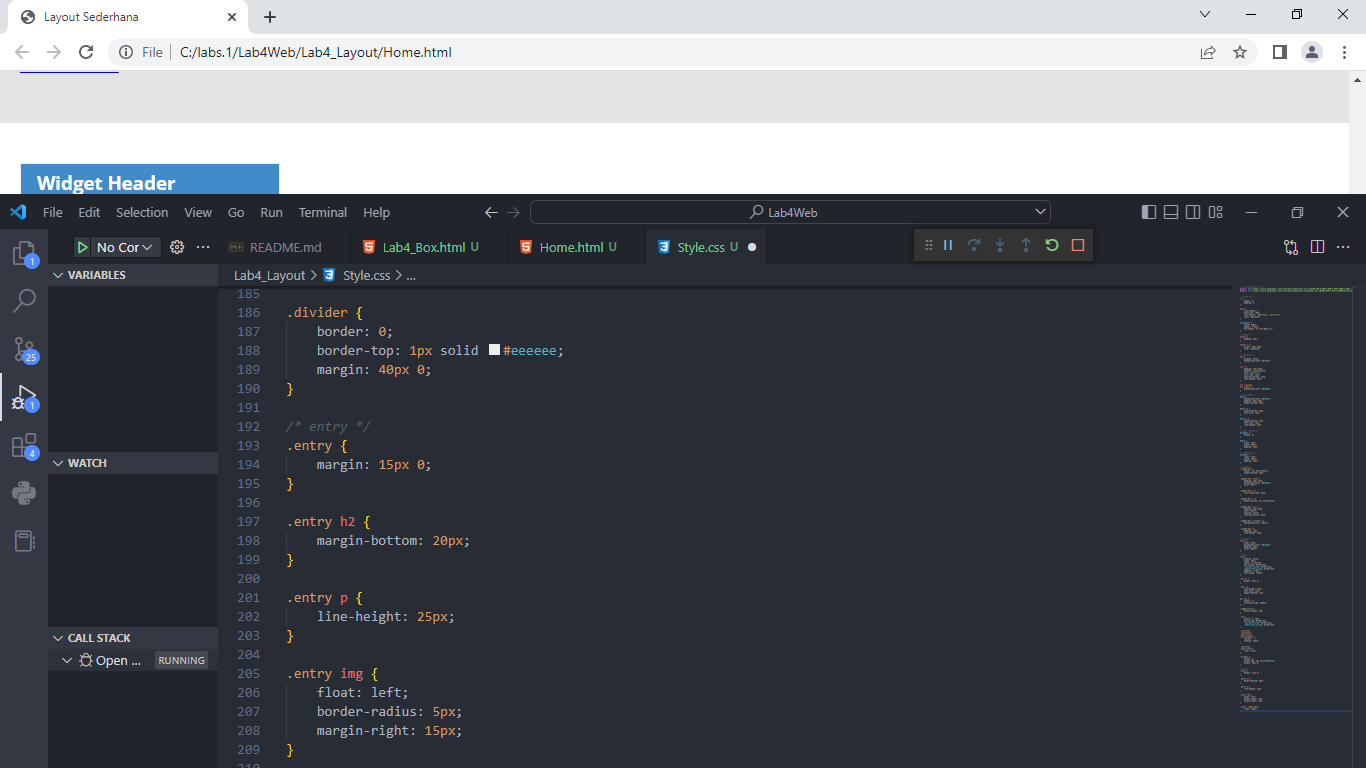 Layout Sederhana
File C:/labs.1/Lab4Web/Lab4_Layout/Home.html
Widget Header
File Edit Selection View Go Run Terminal Help Lab4Web
No Cor README.md Lab4_Box.html U Home.html U Style.css U
VARIABLES
Lab4_Layout > Style.css > ...
185
186 .divider {
187 border: 0;
188 border-top: 1px solid #eeeeee;
189 margin: 40px 0;
190 }
191
192 /* entry */
193 .entry {
194 margin: 15px 0;
195 }
196
197 .entry h2 {
198 margin-bottom: 20px;
199 }
200
201 .entry p {
202 line-height: 25px;
203 }
204
205 .entry img {
206 float: left;
207 border-radius: 5px;
208 margin-right: 15px;
209 }
210
WATCH
CALL STACK
Open ... RUNNING
1
25
1
4